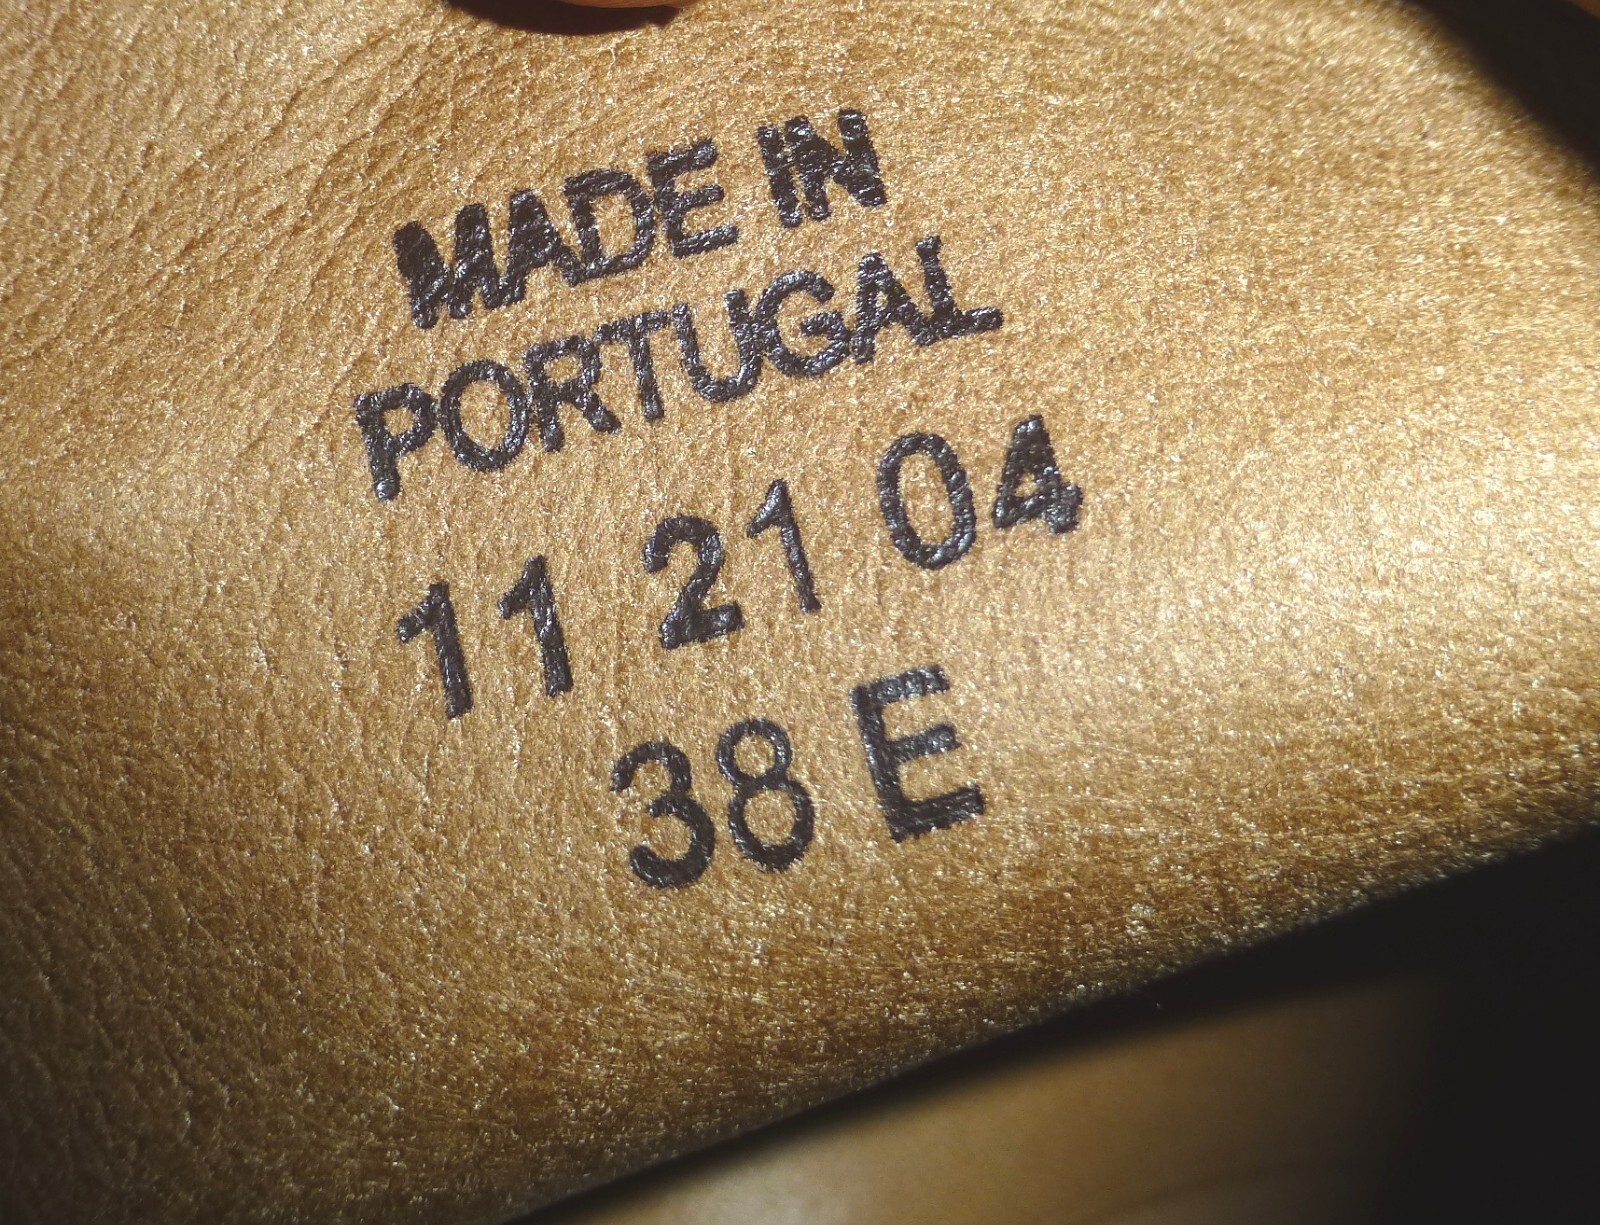 MADE IN
PORTUGAL
11 21 04
38 E